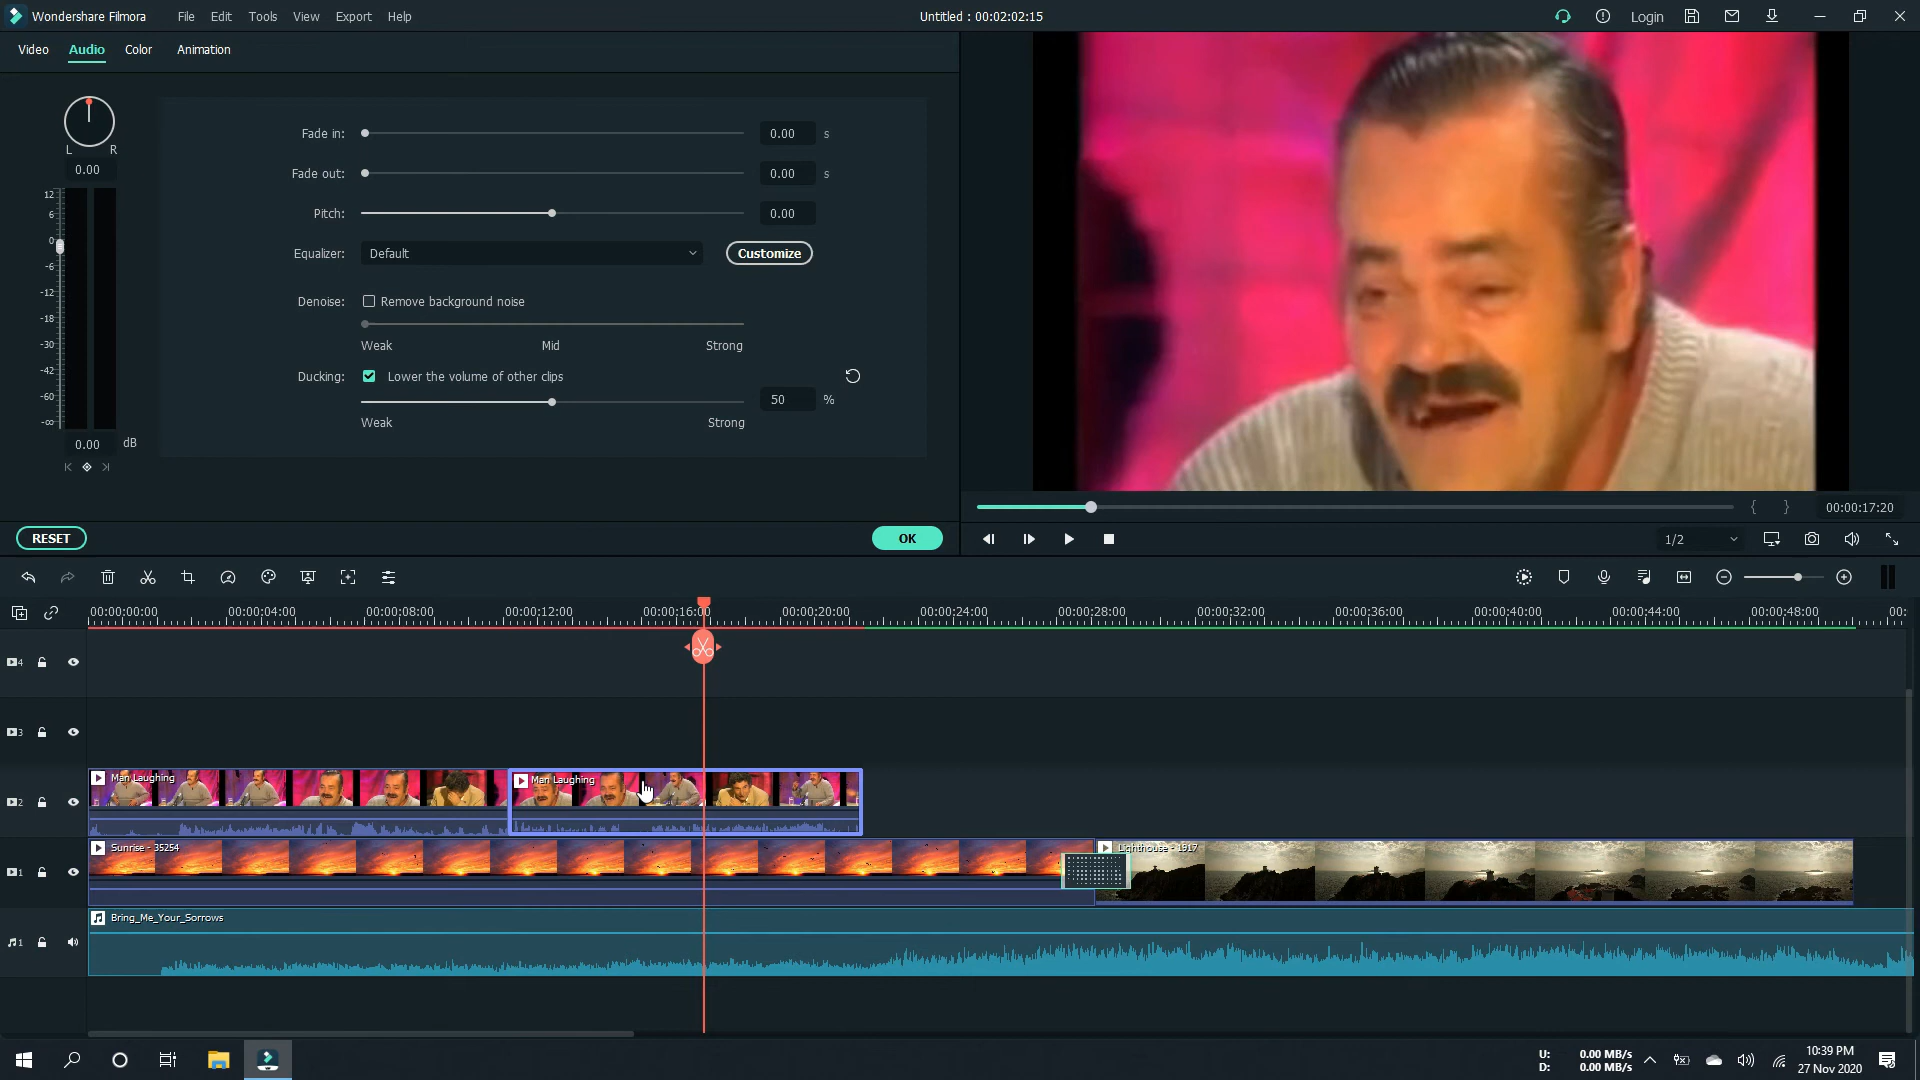 Wondershare Filmora File Edit Tools View Export Help Untitled : 00:02:02:15 Login
Video Audio Color Animation
L R
0.00
12
6
0
-6
-12
-18
-30
-42
-60
-∞
0.00 dB
Fade in: 0.00 s
Fade out: 0.00 s
Pitch: 0.00
Equalizer: Default Customize
Denoise: Remove background noise
Weak Mid Strong
Ducking: Lower the volume of other clips
50 %
Weak Strong
00:00:17:20
RESET OK 1/2
00:00:00:00 00:00:04:00 00:00:08:00 00:00:12:00 00:00:16:00 00:00:20:00 00:00:24:00 00:00:28:00 00:00:32:00 00:00:36:00 00:00:40:00 00:00:44:00 00:00:48:00 00:
4
3
2 Man Laughing Man Laughing
1 Sunrise - 35254 Lighthouse - 1917
1 Bring_Me_Your_Sorrows
U: 0.00 MB/s
D: 0.00 MB/s
10:39 PM
27 Nov 2020